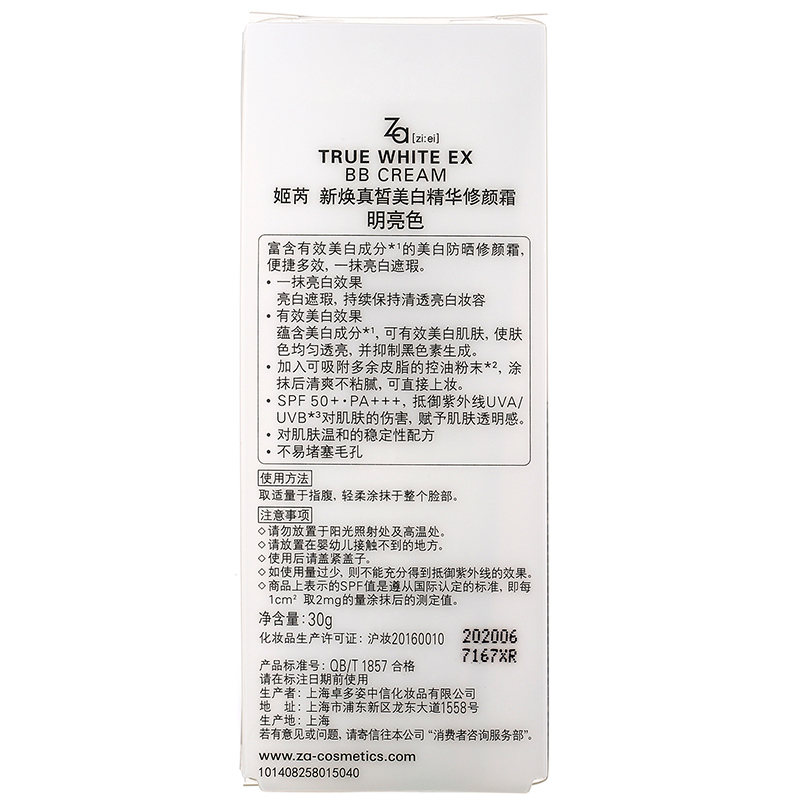 Za [zi:ei]
TRUE WHITE EX
BB CREAM
姬芮 新焕真皙美白精华修颜霜
明亮色
富含有效美白成分*1的美白防晒修颜霜,
便捷多效, 一抹亮白遮瑕。
• 一抹亮白效果
亮白遮瑕, 持续保持清透亮白妆容
• 有效美白效果
蕴含美白成分*1, 可有效美白肌肤, 使肤
色均匀透亮, 并抑制黑色素生成。
• 加入可吸附多余皮脂的控油粉末*2, 涂
抹后清爽不粘腻, 可直接上妆。
• SPF 50+·PA+++, 抵御紫外线UVA/
UVB*3对肌肤的伤害, 赋予肌肤透明感。
• 对肌肤温和的稳定性配方
• 不易堵塞毛孔
使用方法
取适量于指腹, 轻柔涂抹于整个脸部。
注意事项
◇请勿放置于阳光照射处及高温处。
◇请放置在婴幼儿接触不到的地方。
◇使用后请盖紧盖子。
◇如使用量过少, 则不能充分得到抵御紫外线的效果。
◇商品上表示的SPF值是遵从国际认定的标准, 即每
1cm² 取2mg的量涂抹后的测定值。
净含量: 30g
化妆品生产许可证: 沪妆20160010
202006
7167XR
产品标准号: QB/T 1857 合格
请在标注日期前使用
生产者: 上海卓多姿中信化妆品有限公司
地 址: 上海市浦东新区龙东大道1558号
生产地: 上海
若有意见或问题, 请寄信往本公司“消费者咨询服务部”。
www.za-cosmetics.com
101408258015040